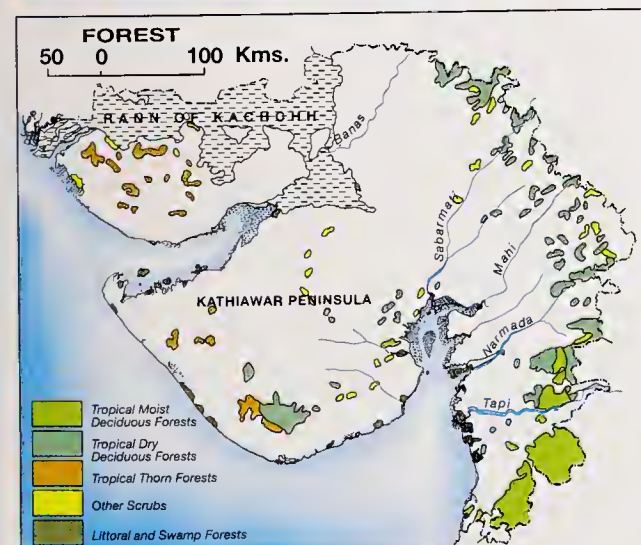 FOREST
50 0 100 Kms.
RANN OF KACHCHH
Banas
Sabarmati
Mahi
KATHIAWAR PENINSULA
Narmada
Tapi
Tropical Moist
Deciduous Forests
Tropical Dry
Deciduous Forests
Tropical Thorn Forests
Other Scrubs
Littoral and Swamp Forests